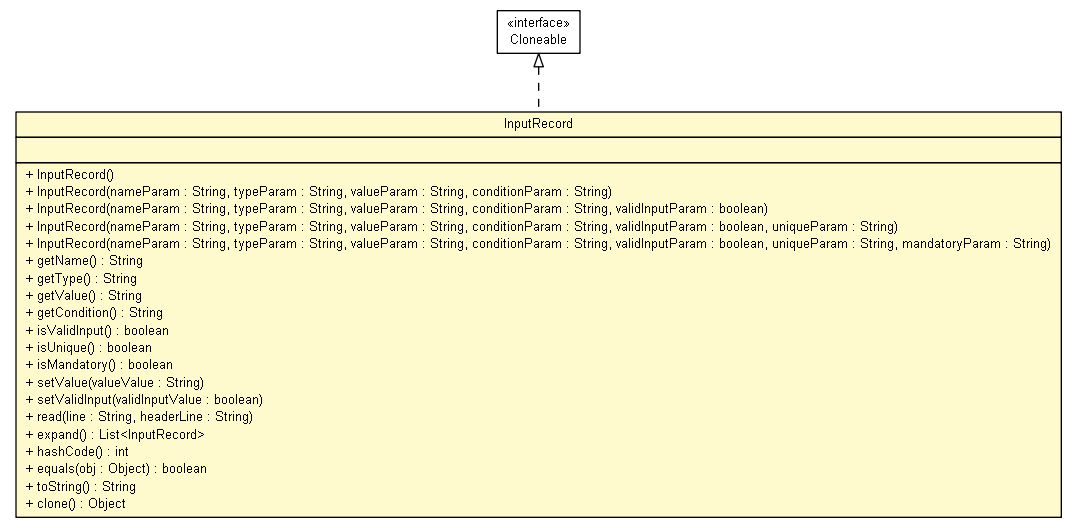 «interface»
Cloneable
InputRecord
+ InputRecord()
+ InputRecord(nameParam : String, typeParam : String, valueParam : String, conditionParam : String)
+ InputRecord(nameParam : String, typeParam : String, valueParam : String, conditionParam : String, validInputParam : boolean)
+ InputRecord(nameParam : String, typeParam : String, valueParam : String, conditionParam : String, validInputParam : boolean, uniqueParam : String)
+ InputRecord(nameParam : String, typeParam : String, valueParam : String, conditionParam : String, validInputParam : boolean, uniqueParam : String, mandatoryParam : String)
+ getName() : String
+ getType() : String
+ getValue() : String
+ getCondition() : String
+ isValidInput() : boolean
+ isUnique() : boolean
+ isMandatory() : boolean
+ setValue(valueValue : String)
+ setValidInput(validInputValue : boolean)
+ read(line : String, headerLine : String)
+ expand() : List<InputRecord>
+ hashCode() : int
+ equals(obj : Object) : boolean
+ toString() : String
+ clone() : Object